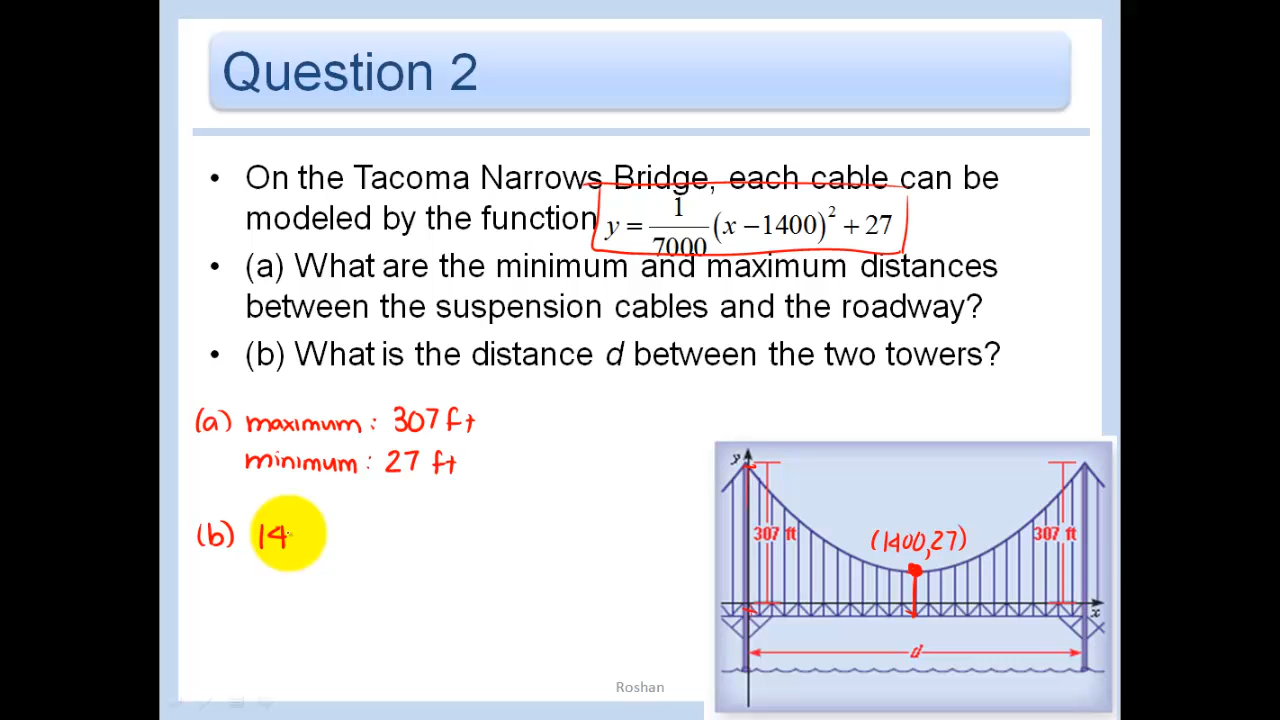 Question 2
• On the Tacoma Narrows Bridge, each cable can be
modeled by the function y = 1/7000 (x − 1400)² + 27
• (a) What are the minimum and maximum distances
between the suspension cables and the roadway?
• (b) What is the distance d between the two towers?
(a) maximum : 307 ft
minimum : 27 ft
(b) 14
y
307 ft
(1400,27)
307 ft
x
d
Roshan